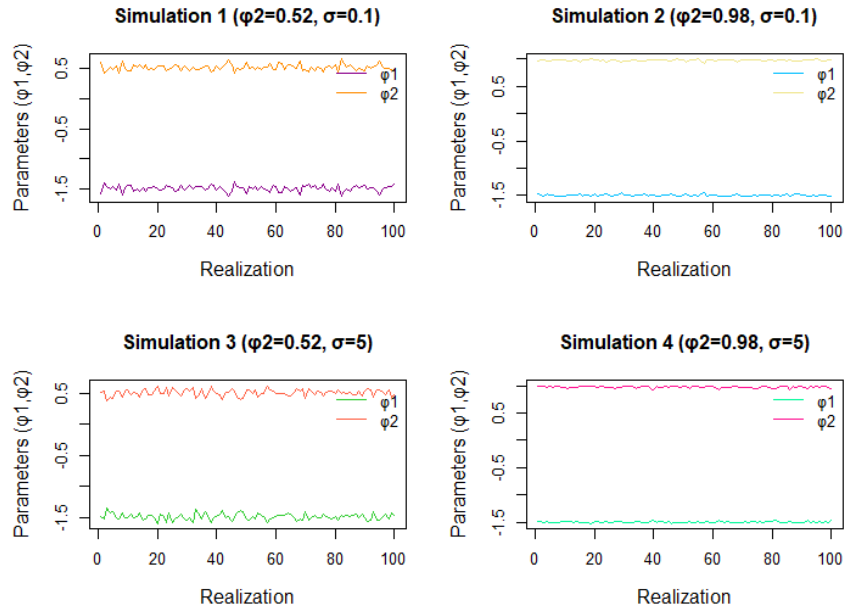 Simulation 1 (φ2=0.52, σ=0.1)
Parameters (φ1,φ2)
0.5
-0.5
-1.5
φ1
φ2
0 20 40 60 80 100
Realization
Simulation 2 (φ2=0.98, σ=0.1)
Parameters (φ1,φ2)
0.5
-0.5
-1.5
φ1
φ2
0 20 40 60 80 100
Realization
Simulation 3 (φ2=0.52, σ=5)
Parameters (φ1,φ2)
0.5
-0.5
-1.5
φ1
φ2
0 20 40 60 80 100
Realization
Simulation 4 (φ2=0.98, σ=5)
Parameters (φ1,φ2)
0.5
-0.5
-1.5
φ1
φ2
0 20 40 60 80 100
Realization